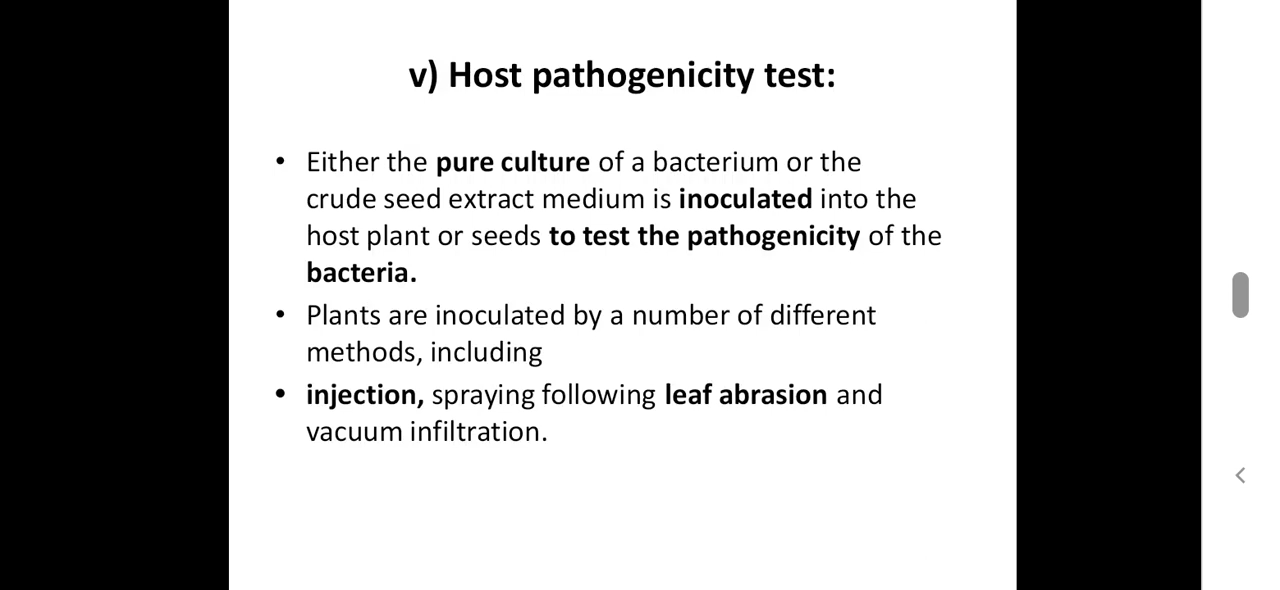 v) Host pathogenicity test:
• Either the pure culture of a bacterium or the
crude seed extract medium is inoculated into the
host plant or seeds to test the pathogenicity of the
bacteria.
• Plants are inoculated by a number of different
methods, including
• injection, spraying following leaf abrasion and
vacuum infiltration.